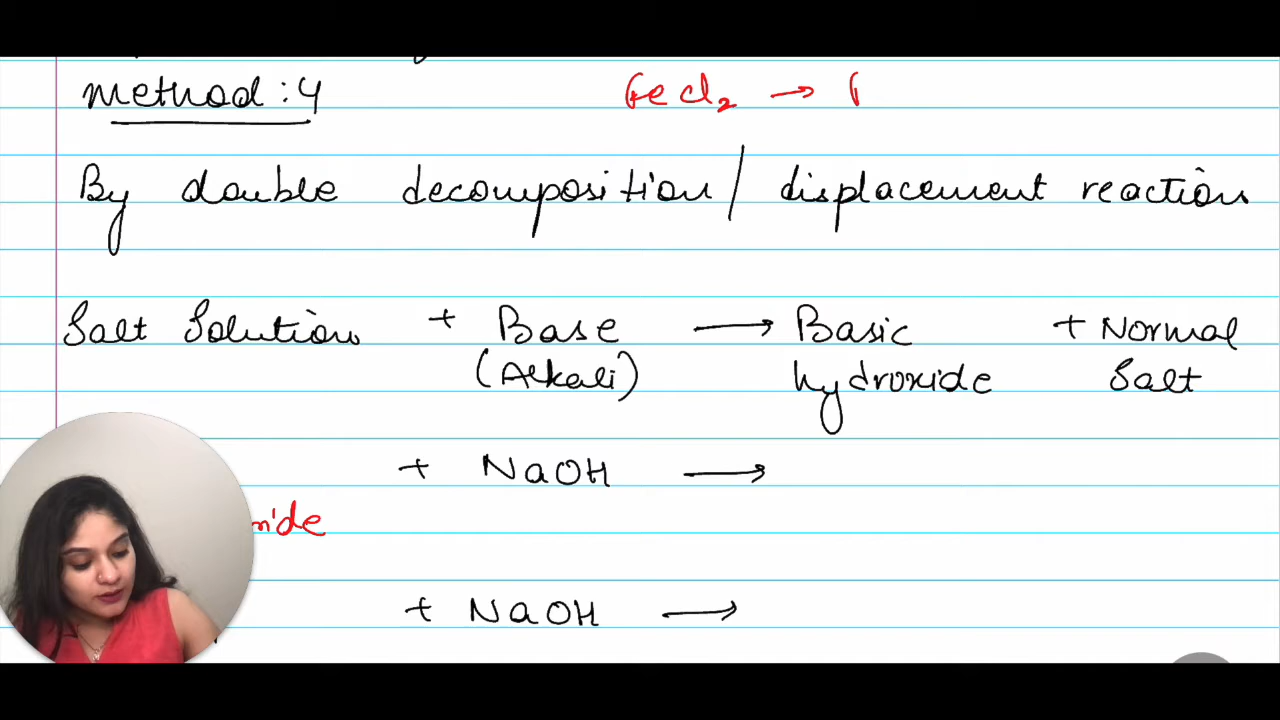 method : 4 FeCl2 →
By double decomposition / displacement reaction
Salt Solution + Base → Basic + Normal
(Alkali) hydroxide Salt
+ NaOH →
+ NaOH →